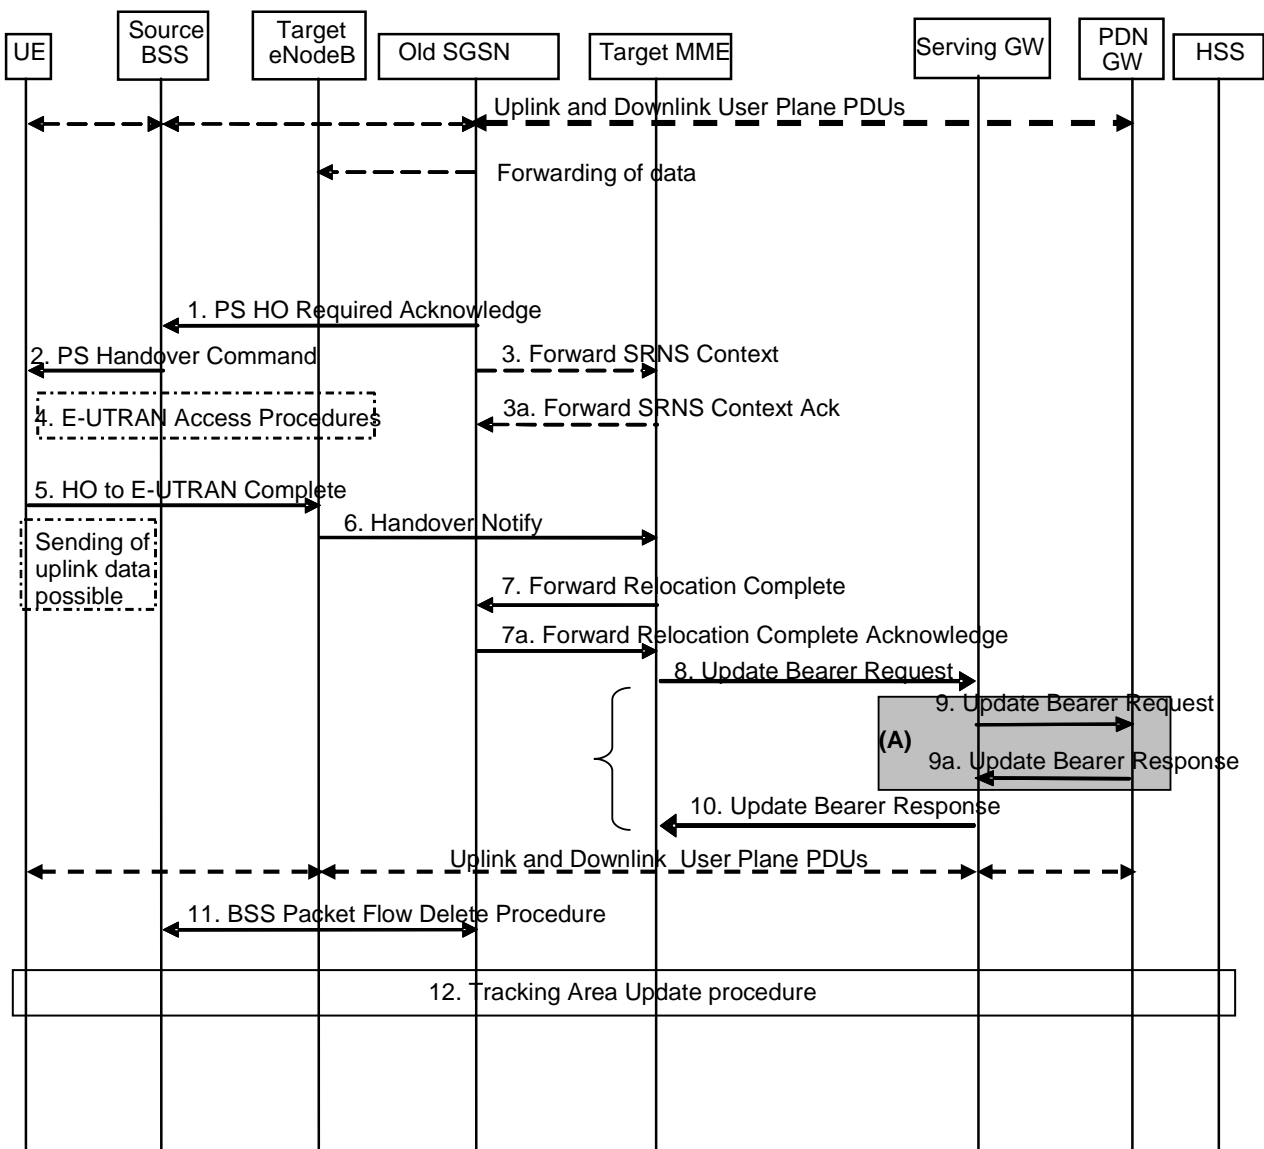 UE
Source
BSS
Target
eNodeB
Old SGSN
Target MME
Serving GW
PDN
GW
HSS
Uplink and Downlink User Plane PDUs
Forwarding of data
1. PS HO Required Acknowledge
2. PS Handover Command
3. Forward SRNS Context
4. E-UTRAN Access Procedures
3a. Forward SRNS Context Ack
5. HO to E-UTRAN Complete
6. Handover Notify
Sending of
uplink data
possible
7. Forward Relocation Complete
7a. Forward Relocation Complete Acknowledge
8. Update Bearer Request
9. Update Bearer Request
(A)
9a. Update Bearer Response
10. Update Bearer Response
Uplink and Downlink User Plane PDUs
11. BSS Packet Flow Delete Procedure
12. Tracking Area Update procedure